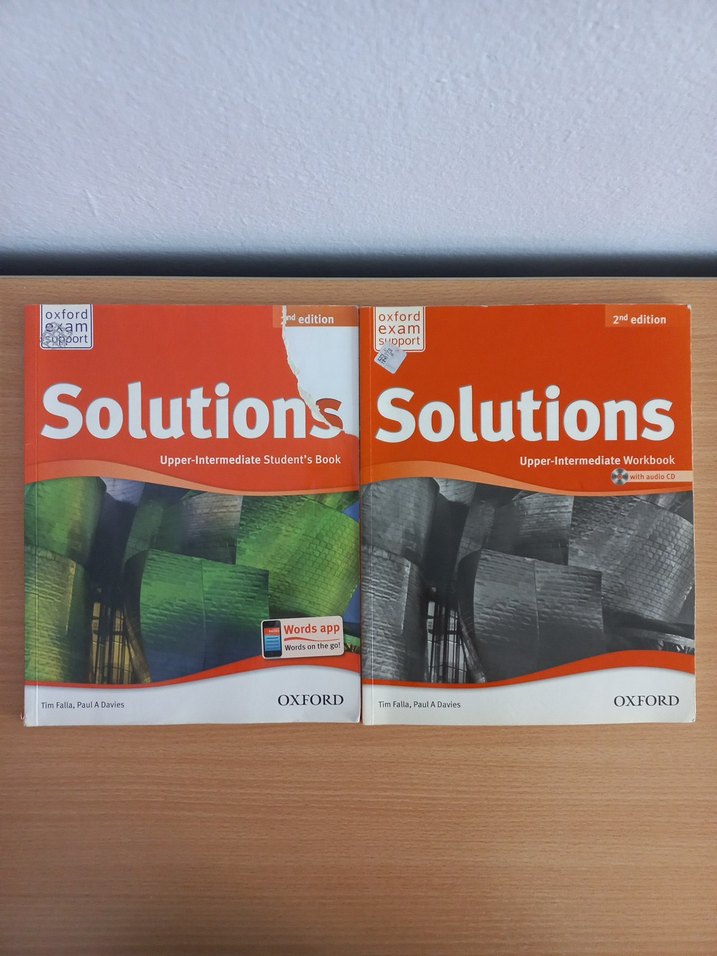 oxford
exam
support
2nd edition
Solutions
Upper-Intermediate Student's Book
Words app
Words on the go!
Tim Falla, Paul A Davies
OXFORD
oxford
exam
support
2nd edition
Solutions
Upper-Intermediate Workbook
with audio CD
Tim Falla, Paul A Davies
OXFORD